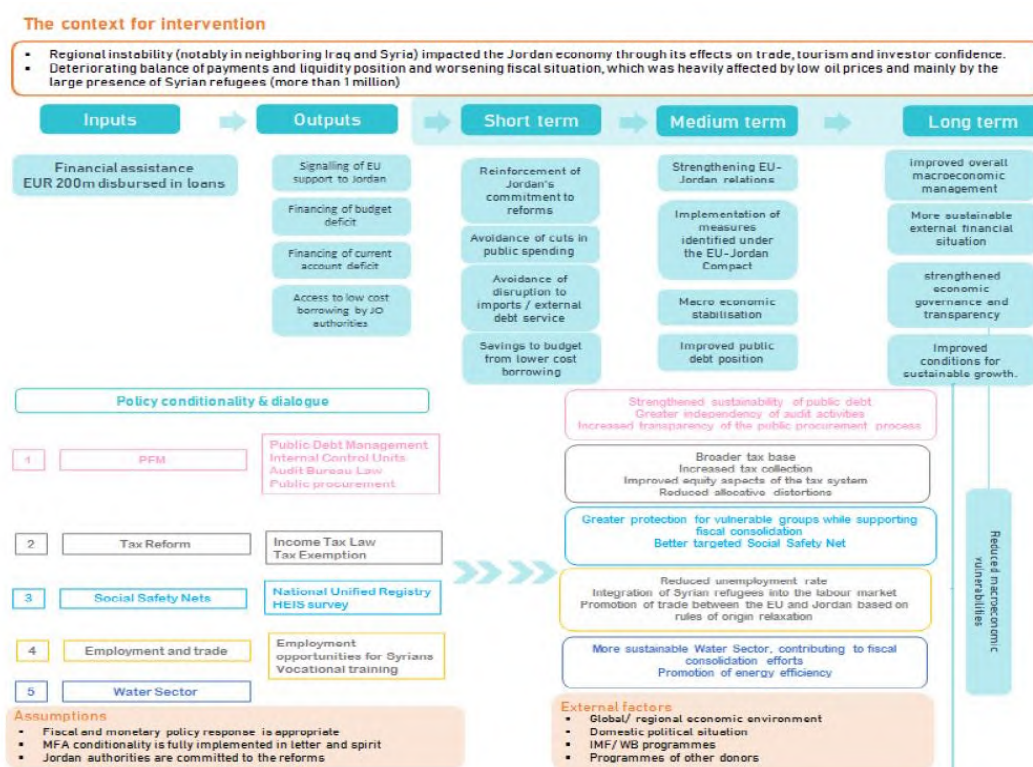 The context for intervention
▪ Regional instability (notably in neighboring Iraq and Syria) impacted the Jordan economy through its effects on trade, tourism and investor confidence.
▪ Deteriorating balance of payments and liquidity position and worsening fiscal situation, which was heavily affected by low oil prices and mainly by the
large presence of Syrian refugees (more than 1 million)
Inputs
Outputs
Short term
Medium term
Long term
Financial assistance
EUR 200m disbursed in loans
Signalling of EU
support to Jordan
Financing of budget
deficit
Financing of current
account deficit
Access to low cost
borrowing by JO
authorities
Reinforcement of
Jordan's
commitment to
reforms
Avoidance of cuts in
public spending
Avoidance of
disruption to
imports / external
debt service
Savings to budget
from lower cost
borrowing
Strengthening EU-
Jordan relations
Implementation of
measures
identified under
the EU-Jordan
Compact
Macro economic
stabilisation
Improved public
debt position
improved overall
macroeconomic
management
More sustainable
external financial
situation
strengthened
economic
governance and
transparency
Improved
conditions for
sustainable growth.
Policy conditionality & dialogue
1
PFM
Public Debt Management
Internal Control Units
Audit Bureau Law
Public procurement
2
Tax Reform
Income Tax Law
Tax Exemption
3
Social Safety Nets
National Unified Registry
HEIS survey
4
Employment and trade
Employment
opportunities for Syrians
Vocational training
5
Water Sector
Strengthened sustainability of public debt
Greater independency of audit activities
Increased transparency of the public procurement process
Broader tax base
Increased tax collection
Improved equity aspects of the tax system
Reduced allocative distortions
Greater protection for vulnerable groups while supporting
fiscal consolidation
Better targeted Social Safety Net
Reduced unemployment rate
Integration of Syrian refugees into the labour market
Promotion of trade between the EU and Jordan based on
rules of origin relaxation
More sustainable Water Sector, contributing to fiscal
consolidation efforts
Promotion of energy efficiency
Reduced macroeconomic
vulnerabilities
Assumptions
▪ Fiscal and monetary policy response is appropriate
▪ MFA conditionality is fully implemented in letter and spirit
▪ Jordan authorities are committed to the reforms
External factors
▪ Global/ regional economic environment
▪ Domestic political situation
▪ IMF/ WB programmes
▪ Programmes of other donors